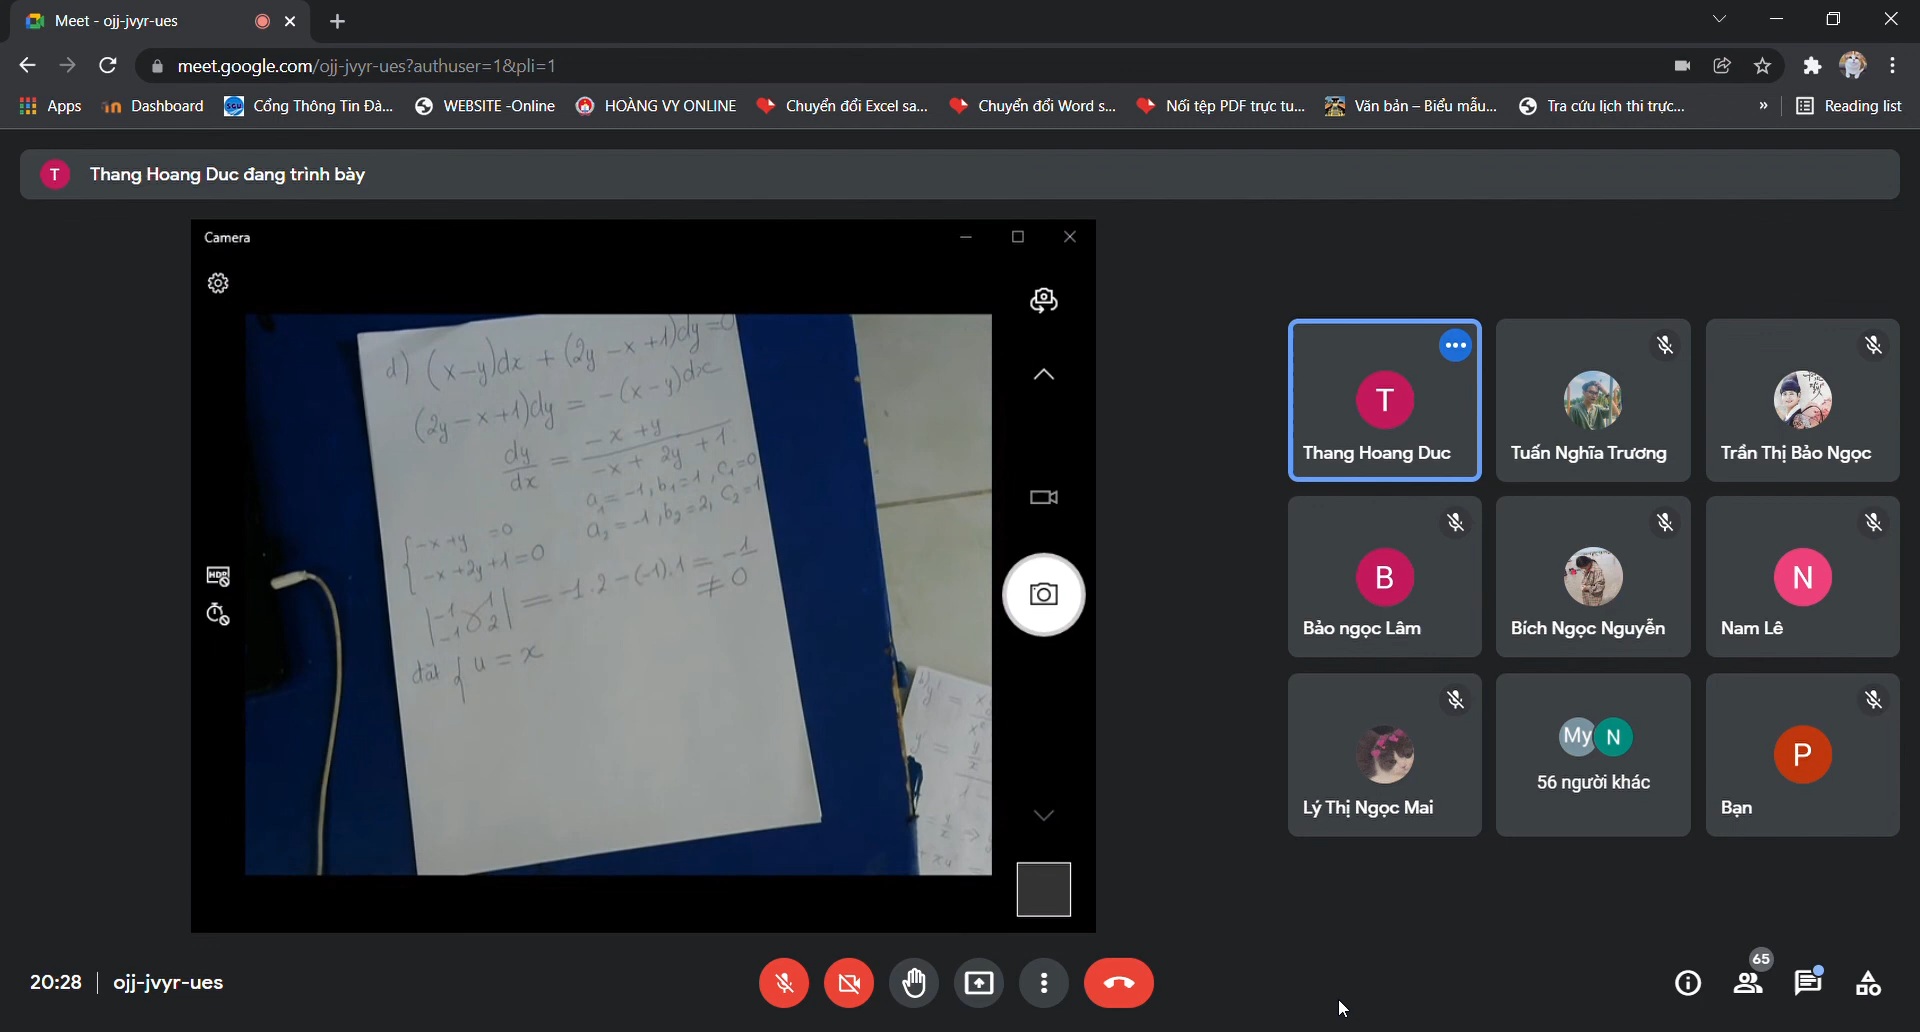 Meet - ojj-jvyr-ues
meet.google.com/ojj-jvyr-ues?authuser=1&pli=1
Apps
Dashboard
Cổng Thông Tin Đà...
WEBSITE -Online
HOÀNG VY ONLINE
Chuyển đổi Excel sa...
Chuyển đổi Word s...
Nối tệp PDF trực tu...
Văn bản – Biểu mẫu...
Tra cứu lịch thi trực...
»
Reading list
T
Thang Hoang Duc đang trình bày
Camera
d) (x-y)dx + (2y-x+1)dy=0
(2y-x+1)dy = -(x-y)dx
dy/dx = (-x+y)/(-x+2y+1)
a₁=-1, b₁=1, c₁=0
a₂=-1, b₂=2, c₂=1
{-x+y =0
-x+2y+1=0
|-1 1
-1 2| = -1.2-(-1).1 = -1
≠ 0
đặt { u = x
T
Thang Hoang Duc
Tuấn Nghĩa Trương
Trần Thị Bảo Ngọc
B
Bảo ngọc Lâm
Bích Ngọc Nguyễn
N
Nam Lê
Lý Thị Ngọc Mai
My N
56 người khác
P
Bạn
20:28
ojj-jvyr-ues
65